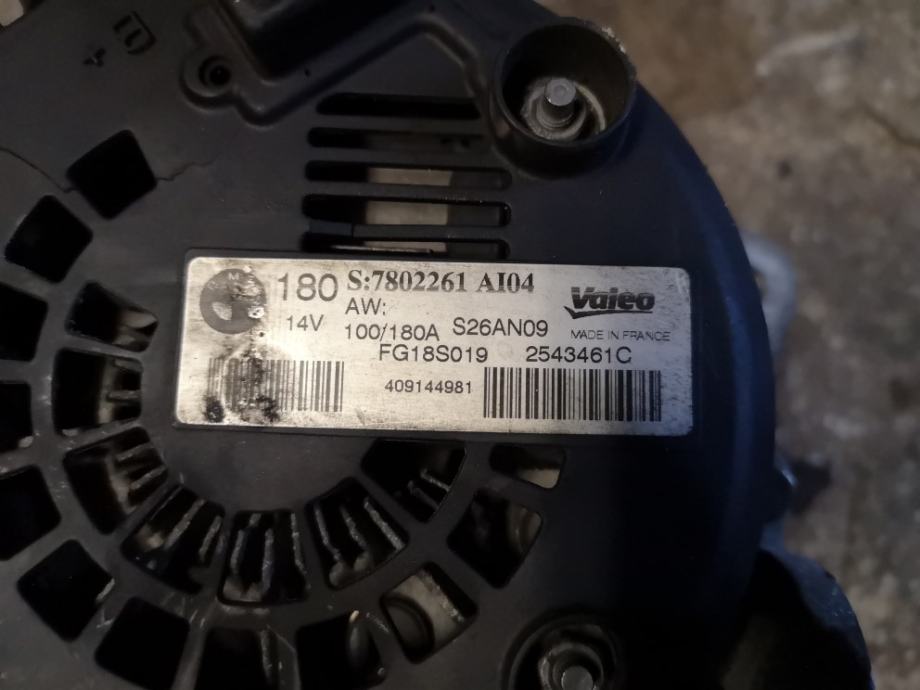 180 S:7802261 AI04
AW:
14V 100/180A S26AN09
Valeo
MADE IN FRANCE
FG18S019 2543461C
409144981